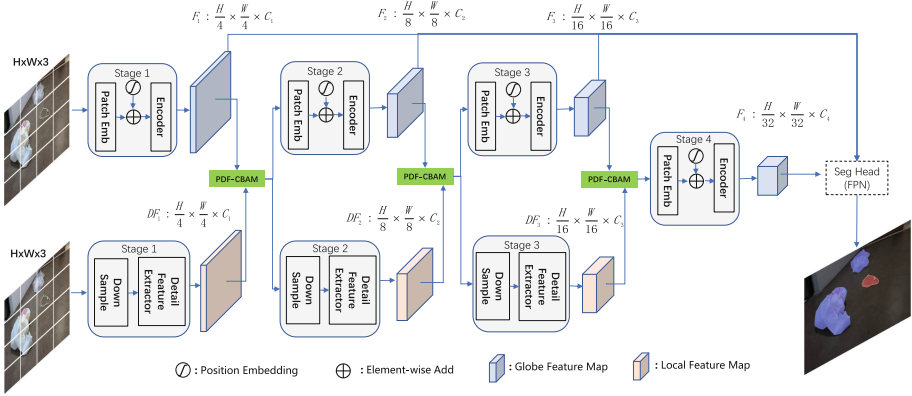 F₁ : H/4 × W/4 × C₁
F₂ : H/8 × W/8 × C₂
F₃ : H/16 × W/16 × C₃
HxWx3
Stage 1
Patch Emb
Encoder
Stage 2
Patch Emb
Encoder
Stage 3
Patch Emb
Encoder
F₄ : H/32 × W/32 × C₄
Stage 4
Patch Emb
Encoder
PDF-CBAM
PDF-CBAM
PDF-CBAM
Seg Head
(FPN)
DF₁ : H/4 × W/4 × C₁
DF₂ : H/8 × W/8 × C₂
DF₃ : H/16 × W/16 × C₃
HxWx3
Stage 1
Down
Sample
Detail
Feature
Extractor
Stage 2
Down
Sample
Detail
Feature
Extractor
Stage 3
Down
Sample
Detail
Feature
Extractor
: Position Embedding
: Element-wise Add
: Globe Feature Map
: Local Feature Map